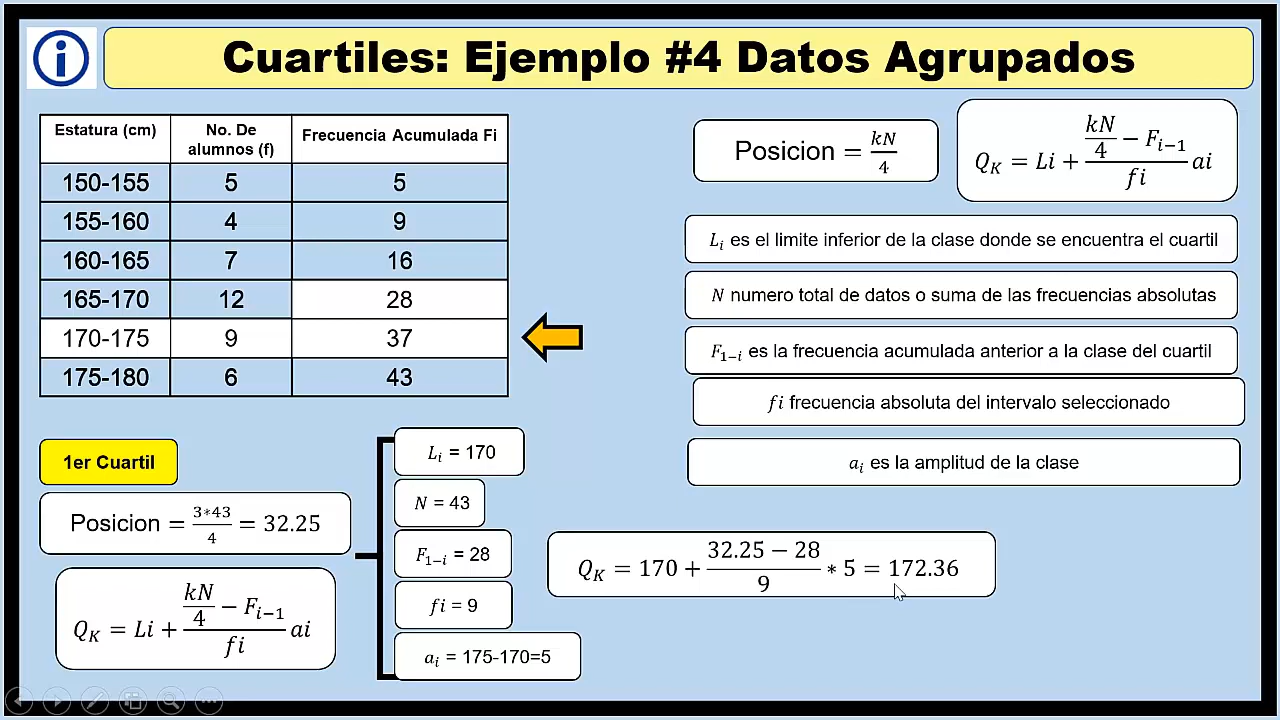 i
Cuartiles: Ejemplo #4 Datos Agrupados
Estatura (cm) No. De alumnos (f) Frecuencia Acumulada Fi
150-155 5 5
155-160 4 9
160-165 7 16
165-170 12 28
170-175 9 37
175-180 6 43
Posicion = kN/4
Q_K = Li + (kN/4 − F_{i−1})/fi ai
L_i es el limite inferior de la clase donde se encuentra el cuartil
N numero total de datos o suma de las frecuencias absolutas
F_{1−i} es la frecuencia acumulada anterior a la clase del cuartil
fi frecuencia absoluta del intervalo seleccionado
a_i es la amplitud de la clase
1er Cuartil
Posicion = 3*43/4 = 32.25
Q_K = Li + (kN/4 − F_{i−1})/fi ai
L_i = 170
N = 43
F_{1−i} = 28
fi = 9
a_i = 175-170=5
Q_K = 170 + (32.25 − 28)/9 * 5 = 172.36